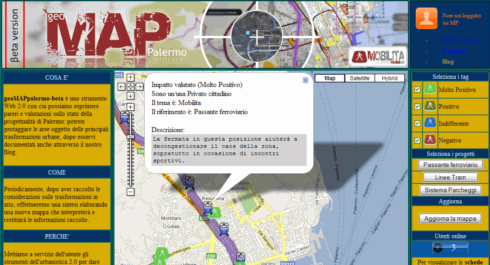 βeta version
geo
MAP
Palermo
MOBILITA
Non sei loggato
su MP
Blog
COSA E'
geoMAPpalermo-beta è uno strumento
Web 2.0 con cui possiamo esprimere
pareri e valutazioni sullo stato della
progettualità di Palermo: potrete
geotaggare le aree oggetto delle principali
trasformazioni urbane, dopo esservi
documentati anche attraverso il nostro
Blog.
COME
Periodicamente, dopo aver raccolto le
considerazioni sulle trasformazioni in
atto, effettueremo una sintesi elaborando
una nuova mappa che interpreterà e
restituirà le informazioni raccolte.
PERCHE'
Mettiamo a servizio dell'utente gli
strumenti dell'urbanistica 2.0 per dare
Impatto valutato (Molto Positivo)
Sono un/una Privato cittadino
Il tema è: Mobilita
Il riferimento è: Passante ferroviario
Descrizione:
La fermata in questa posizione aiuterà a
decongestionare il caos della zona,
soprattutto in occasione di incontri
sportivi.
Map
Satellite
Hybrid
Seleziona i tag
Molto Positivo
Positivo
Indifferente
Negativo
Seleziona i progetti
Passante ferroviario
Linee Tram
Sistema Parcheggi
Aggiorna
Aggiorna la mappa
Utenti online
3
Per visualizzare le schede